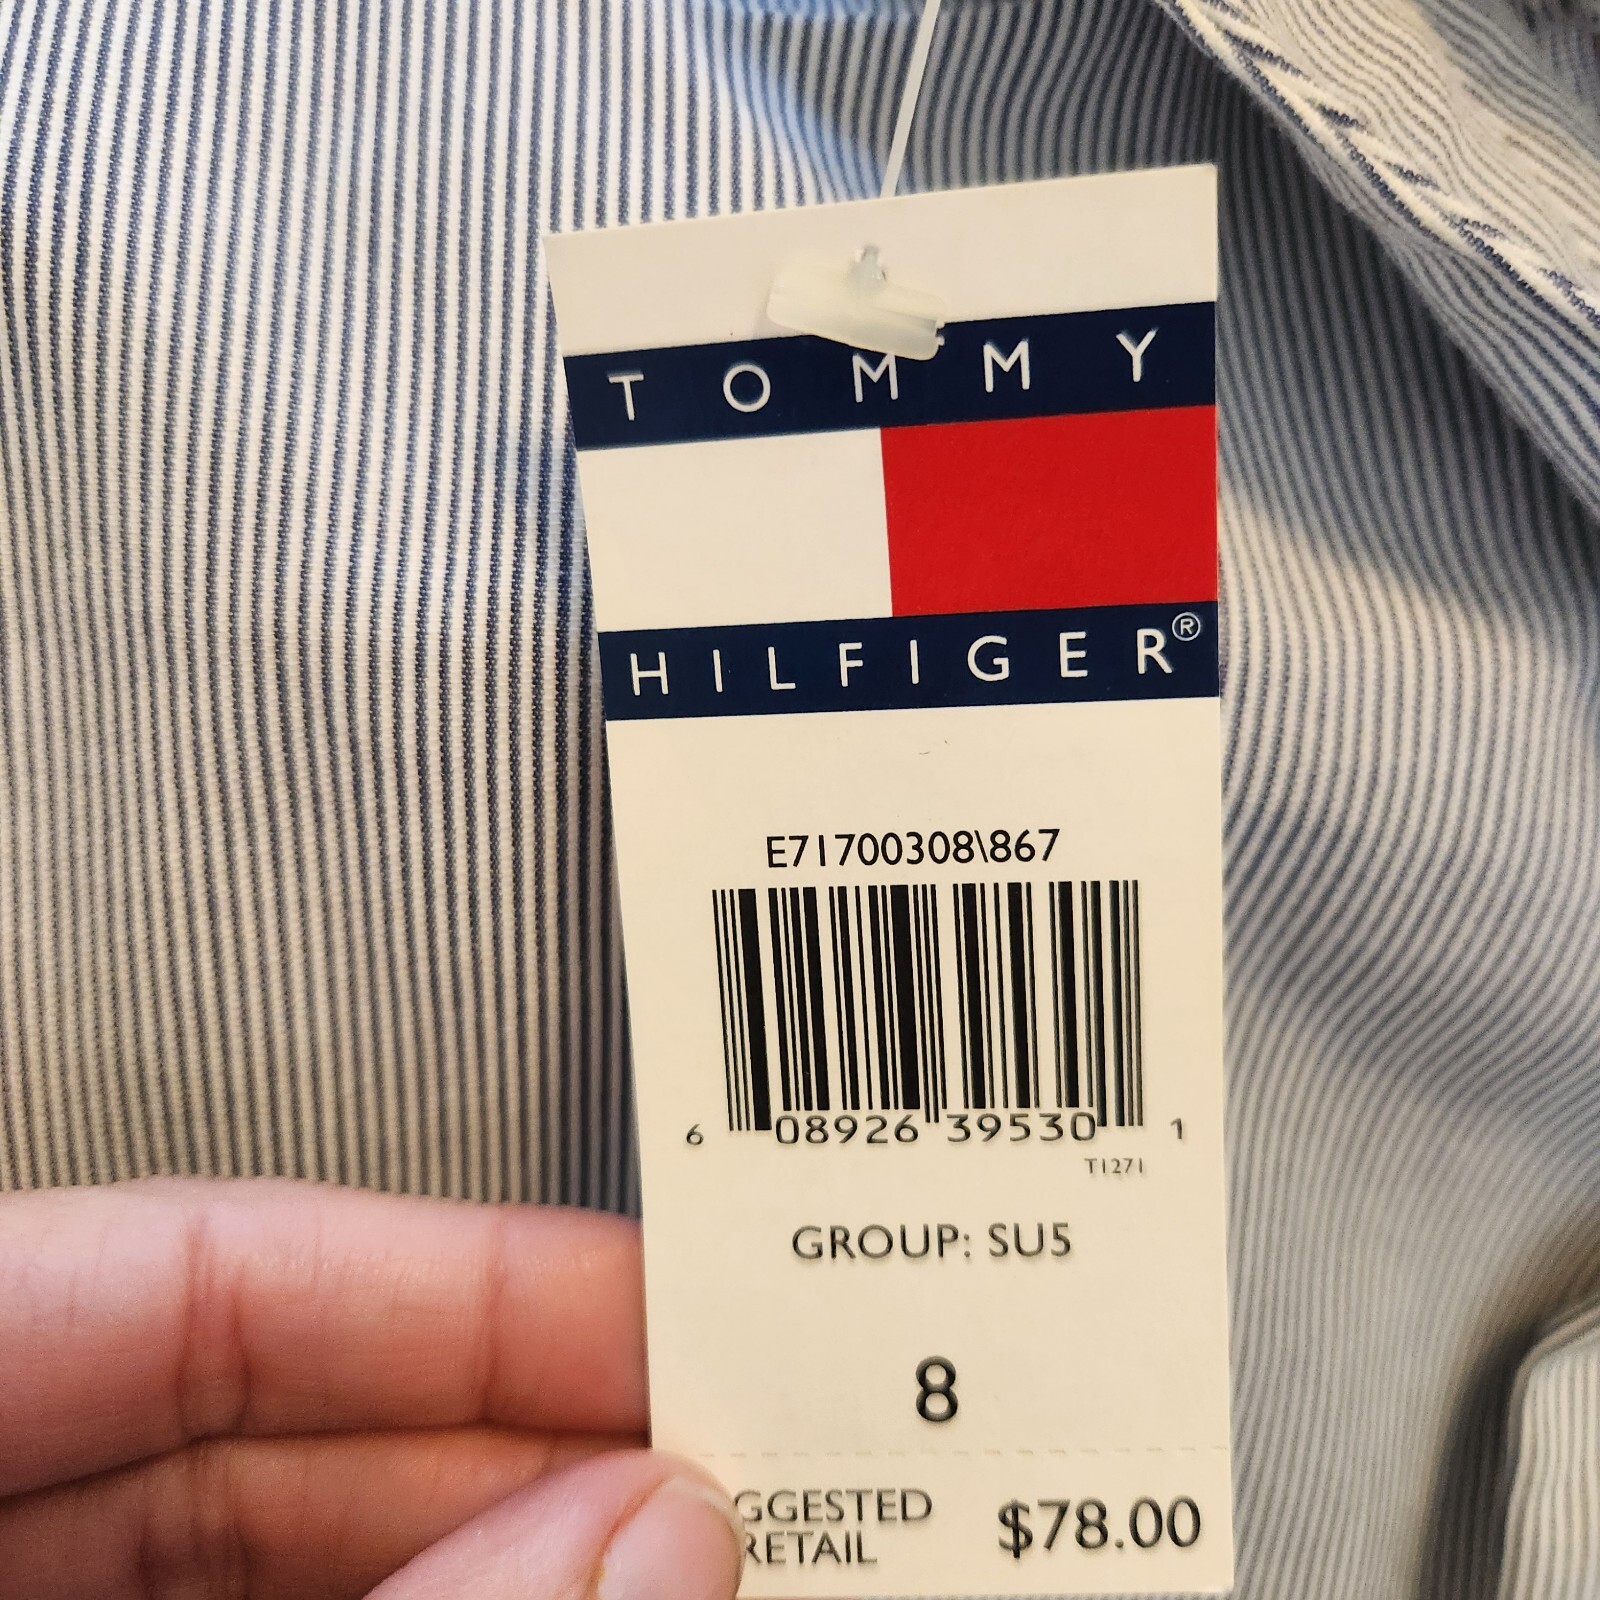 TOMMY
HILFIGER®
E71700308\867
6 08926 39530 1
T1271
GROUP: SU5
8
GGESTED
RETAIL
$78.00